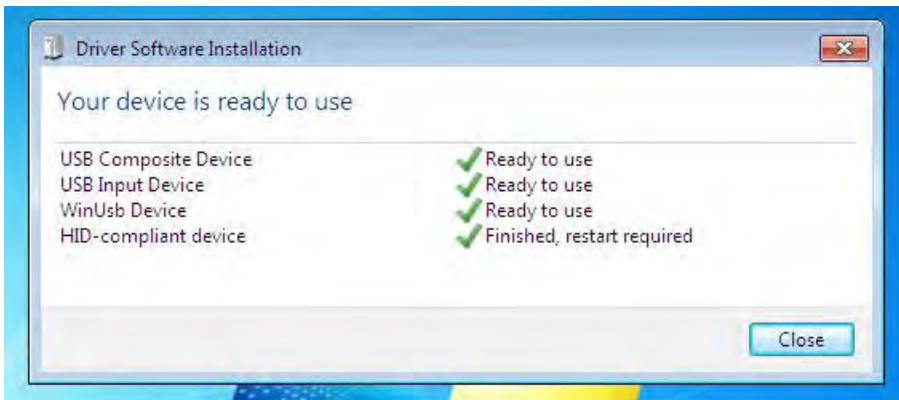 Driver Software Installation
Your device is ready to use
USB Composite Device Ready to use
USB Input Device Ready to use
WinUsb Device Ready to use
HID-compliant device Finished, restart required
Close